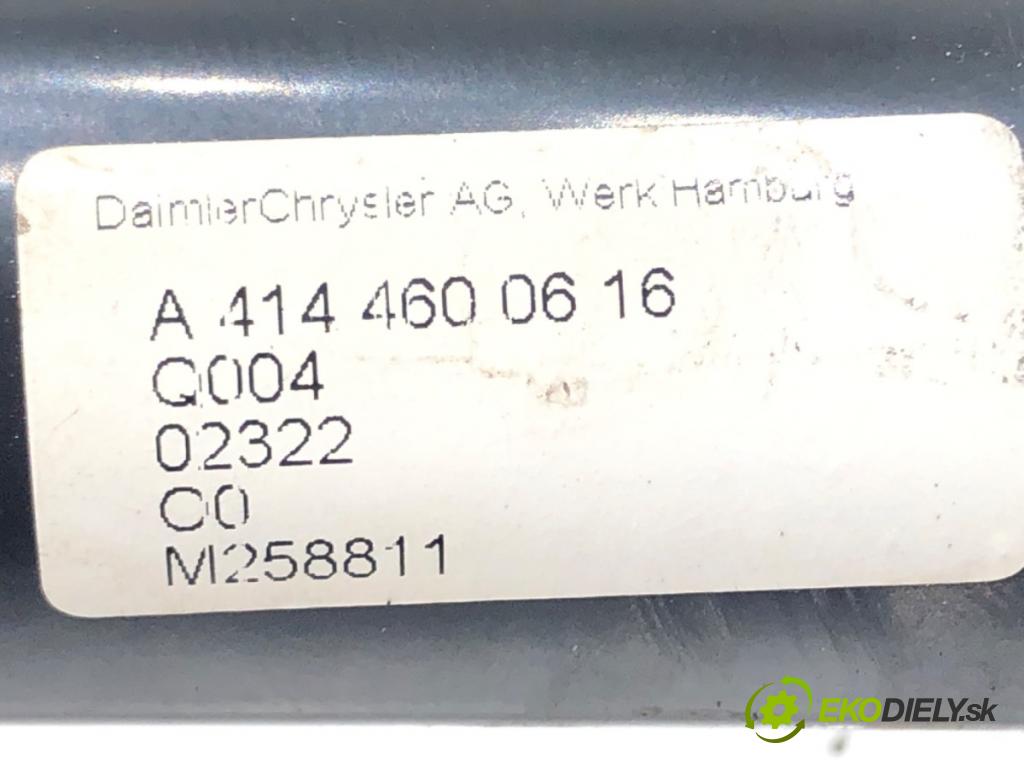 DaimlerChrysler AG, Werk Hamburg
A 414 460 06 16
Q004
02322
C0
M258811
EKODIELY.sk